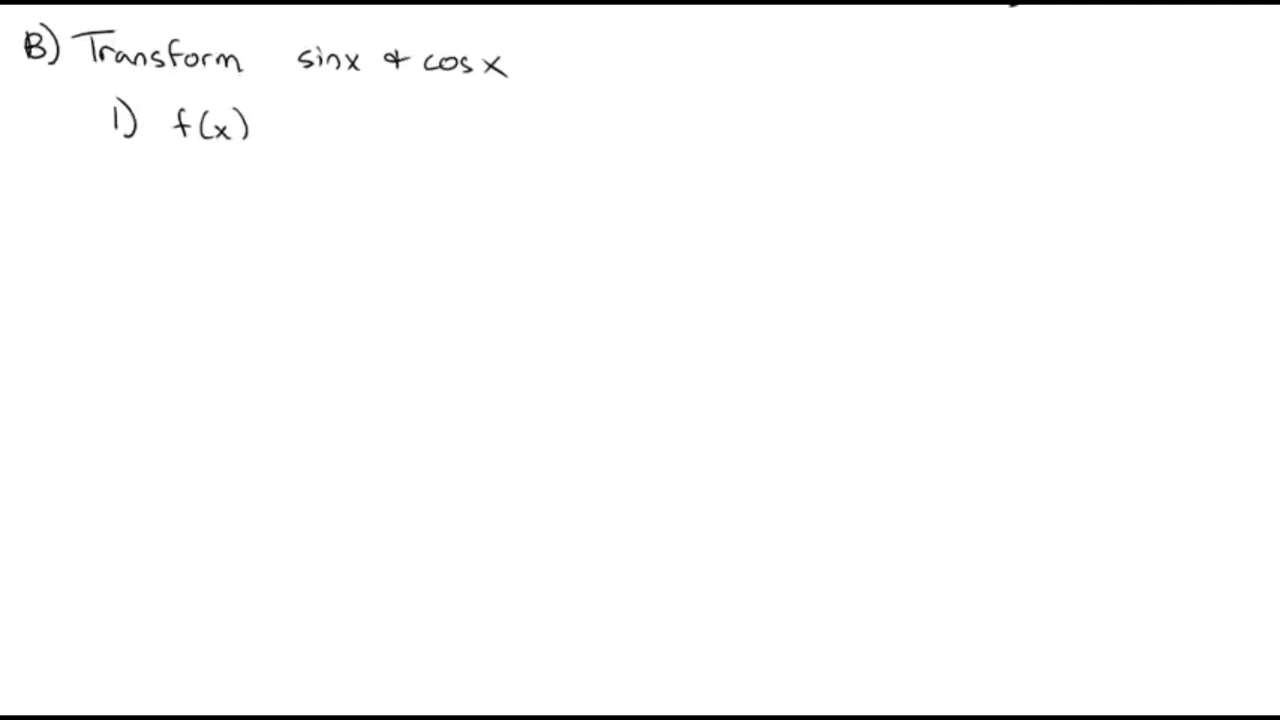 B) Transform sinx & cosx
1) f(x)